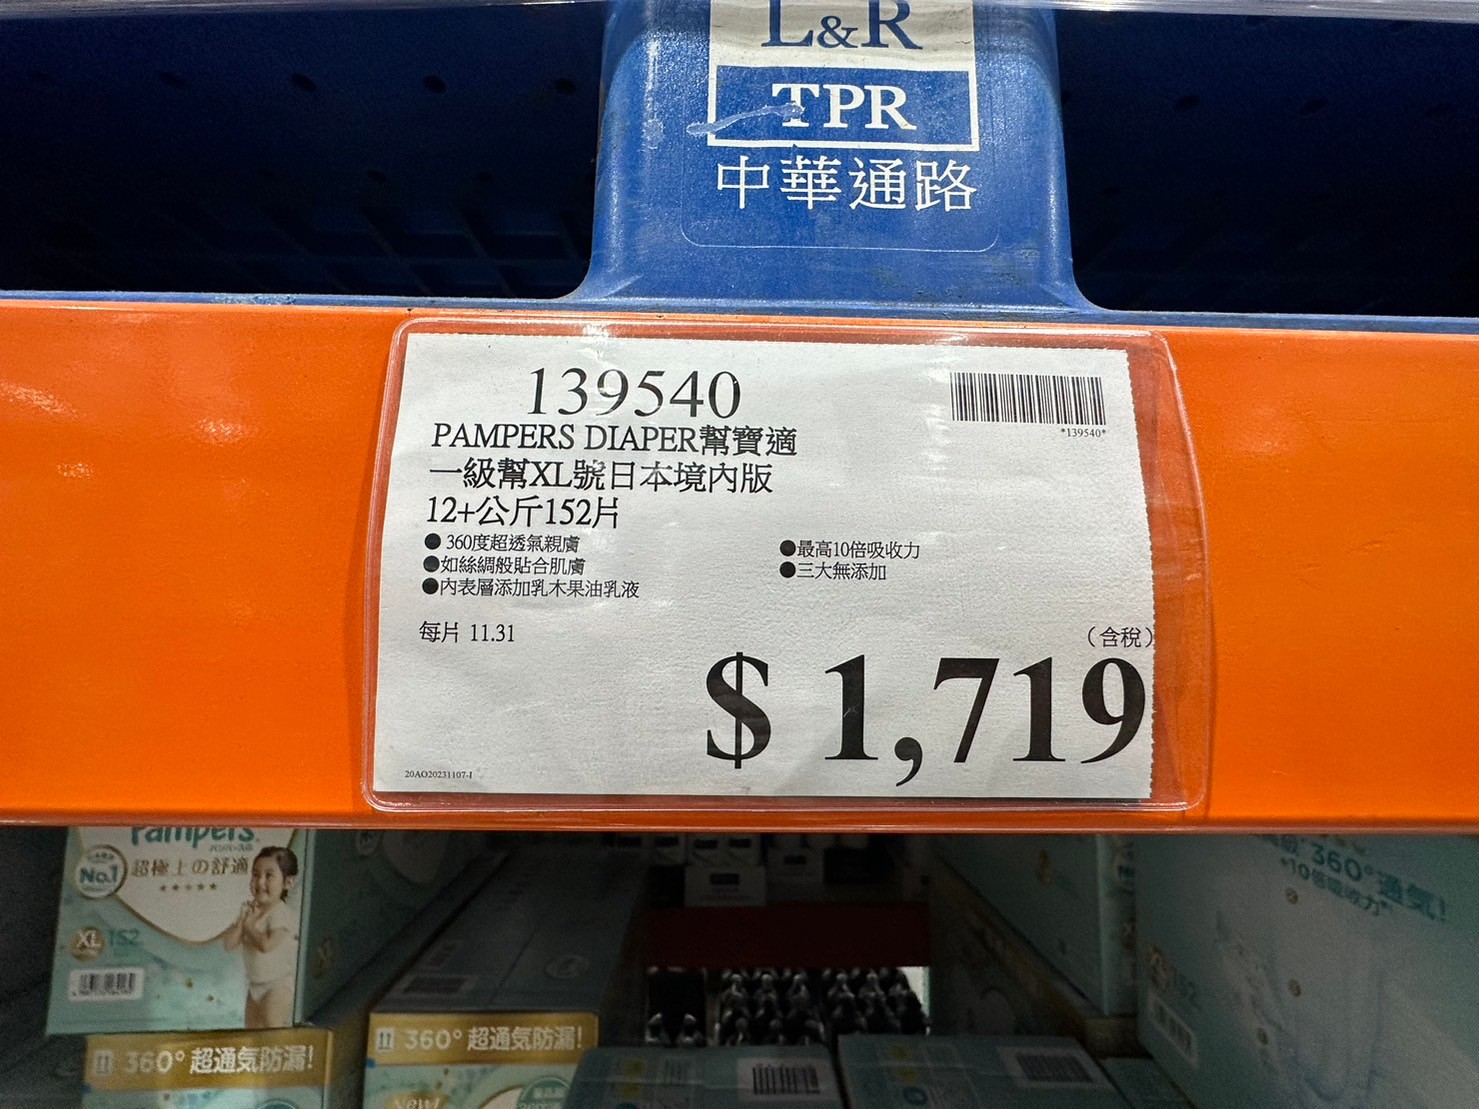 L&R
TPR
中華通路
139540
*139540*
PAMPERS DIAPER幫寶適
一級幫XL號日本境內版
12+公斤152片
●360度超透氣親膚
●如絲綢般貼合肌膚
●內表層添加乳木果油乳液
●最高10倍吸收力
●三大無添加
每片 11.31
(含稅)
$ 1,719
20AO20231107-I
Pampers
No.1
超極上の舒適
XL 152
360°超通気防漏!
360°超通気防漏!
New!
360°通気!